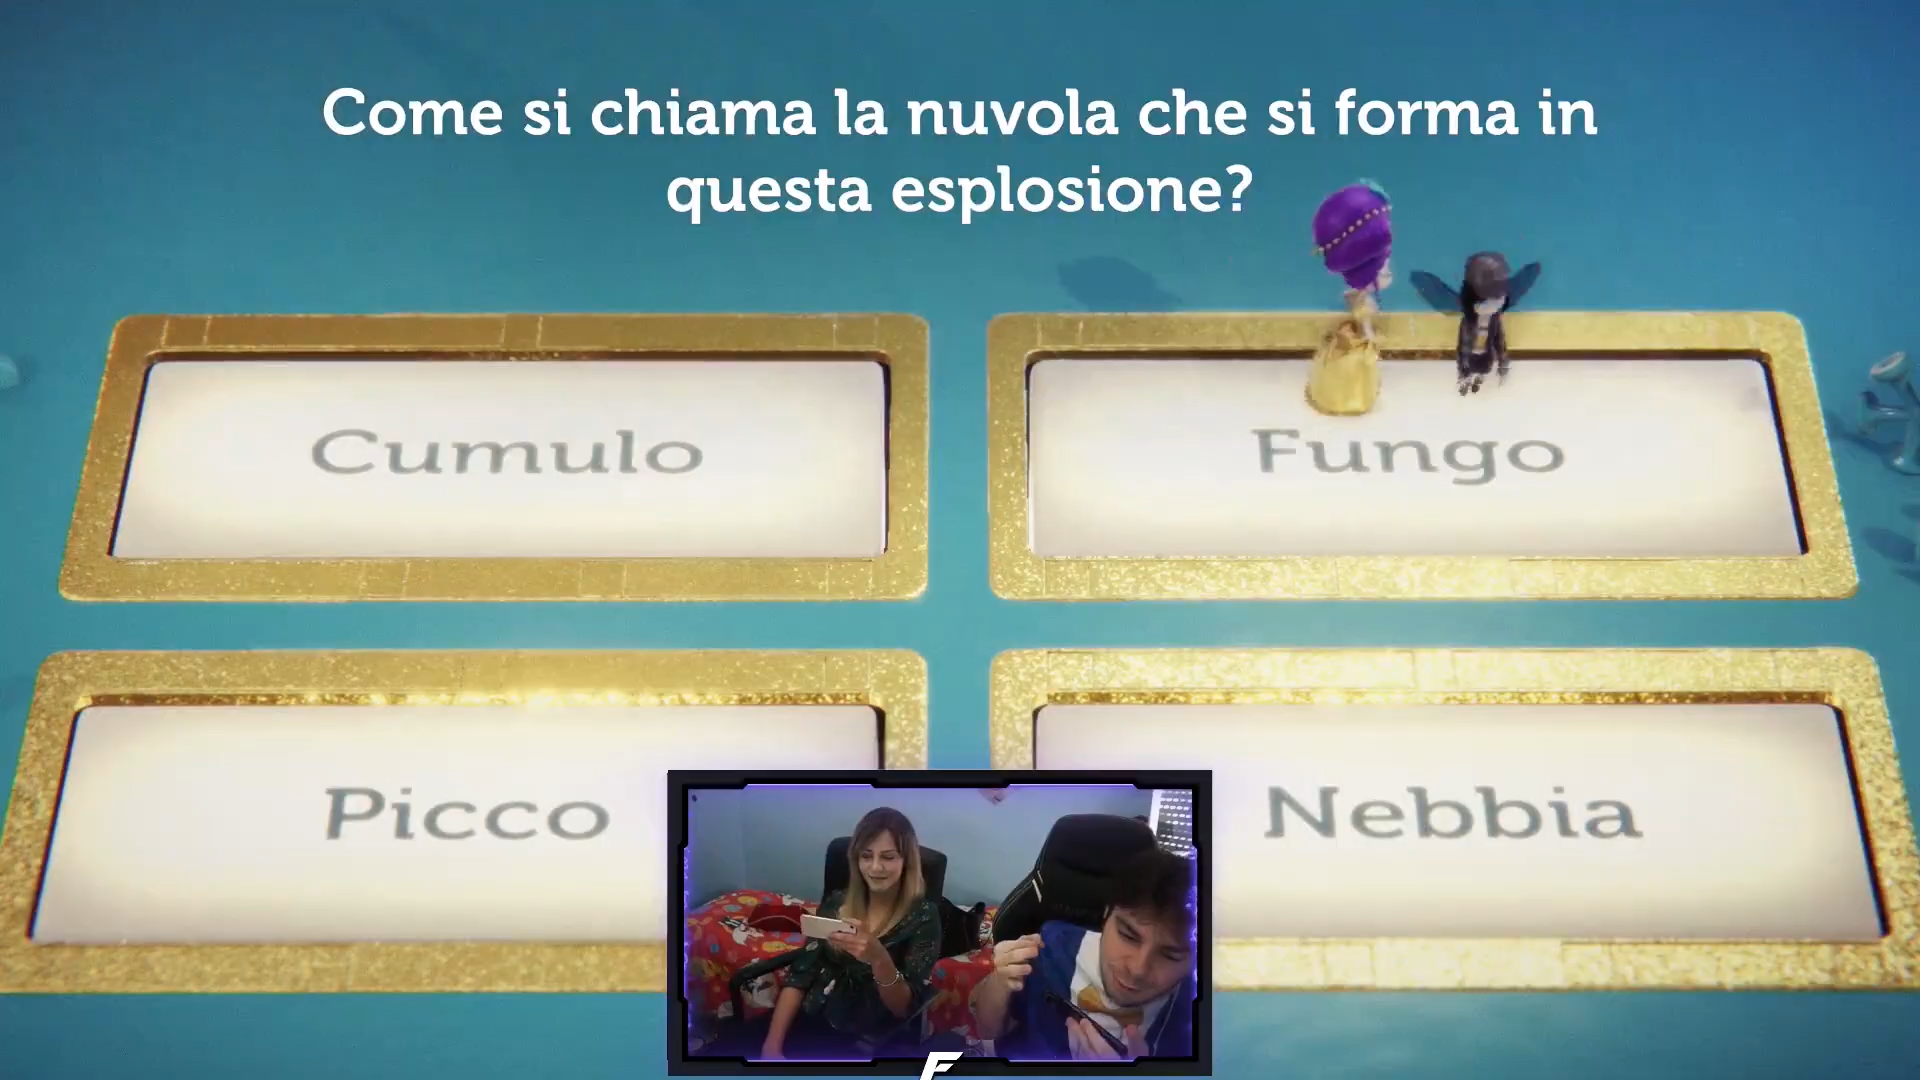 Come si chiama la nuvola che si forma in
questa esplosione?
Cumulo
Fungo
Picco
Nebbia